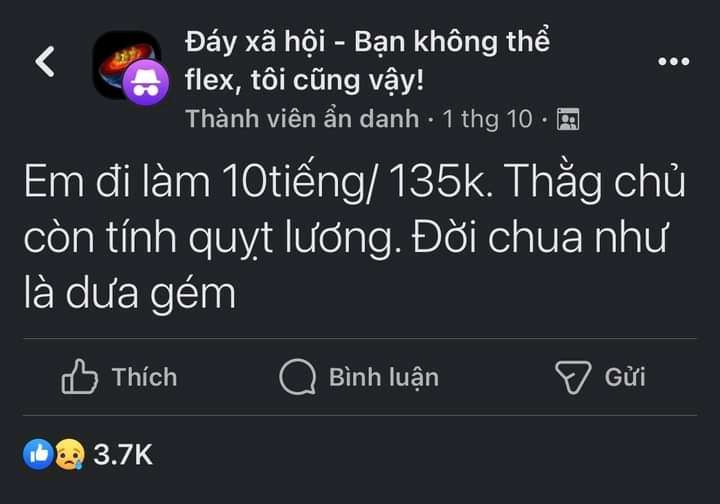 Đáy xã hội - Bạn không thể
flex, tôi cũng vậy!
Thành viên ẩn danh · 1 thg 10 ·
Em đi làm 10tiếng/ 135k. Thằg chủ
còn tính quỵt lương. Đời chua như
là dưa gém
Thích
Bình luận
Gửi
3.7K